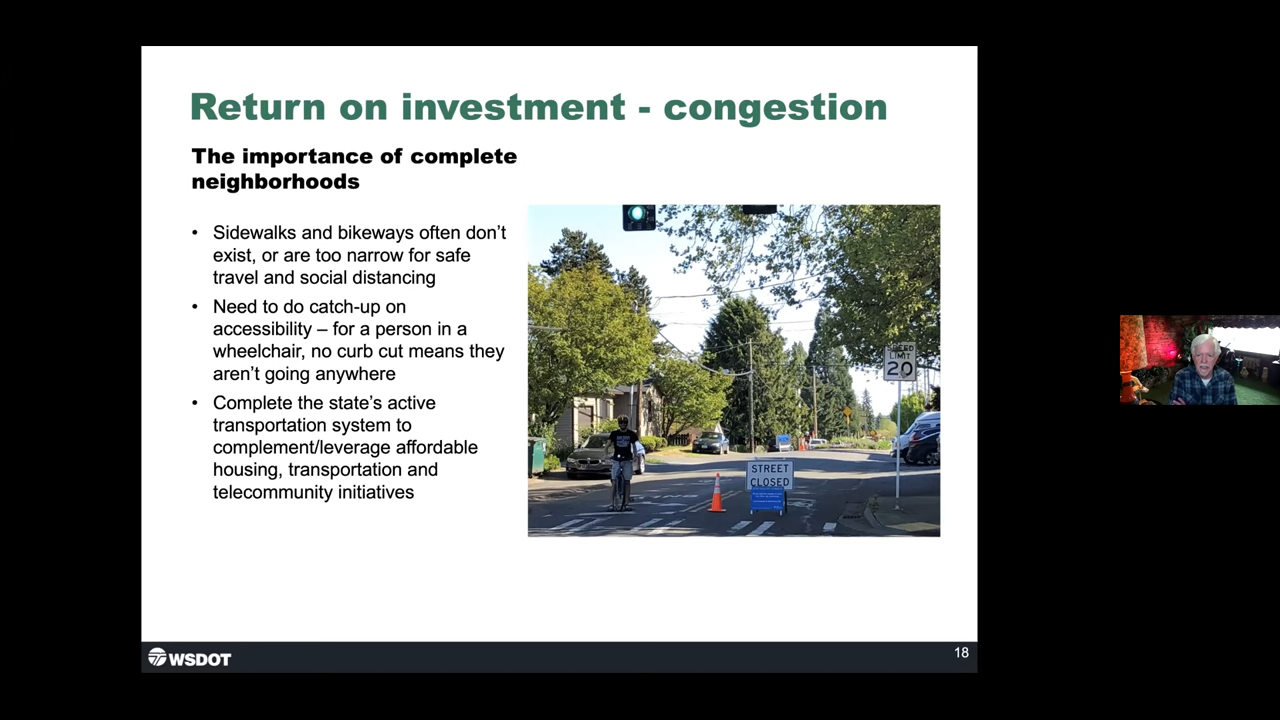 Return on investment - congestion
The importance of complete
neighborhoods
• Sidewalks and bikeways often don’t
exist, or are too narrow for safe
travel and social distancing
• Need to do catch-up on
accessibility – for a person in a
wheelchair, no curb cut means they
aren’t going anywhere
• Complete the state’s active
transportation system to
complement/leverage affordable
housing, transportation and
telecommunity initiatives
SPEED
LIMIT
20
STREET
CLOSED
WSDOT
18